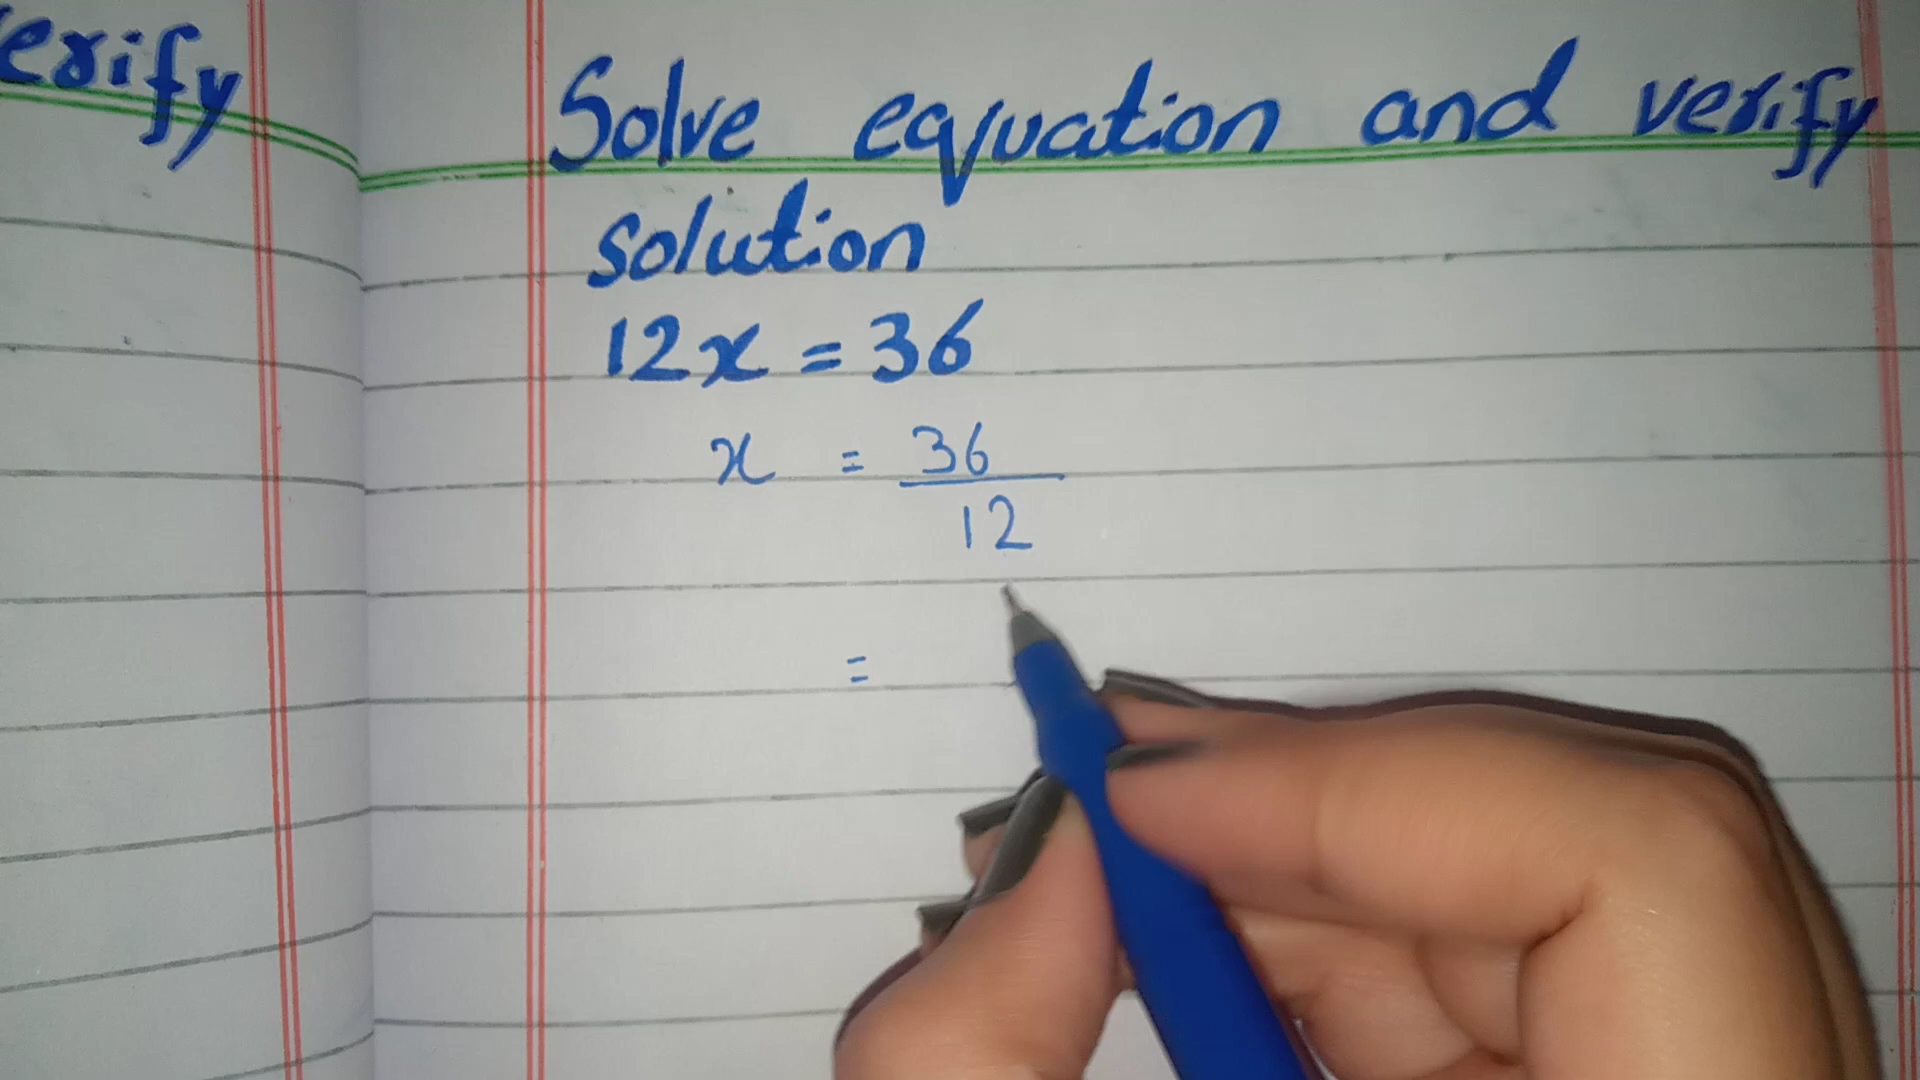 erify
Solve equation and verify
solution
12x = 36
x = 36
12
=